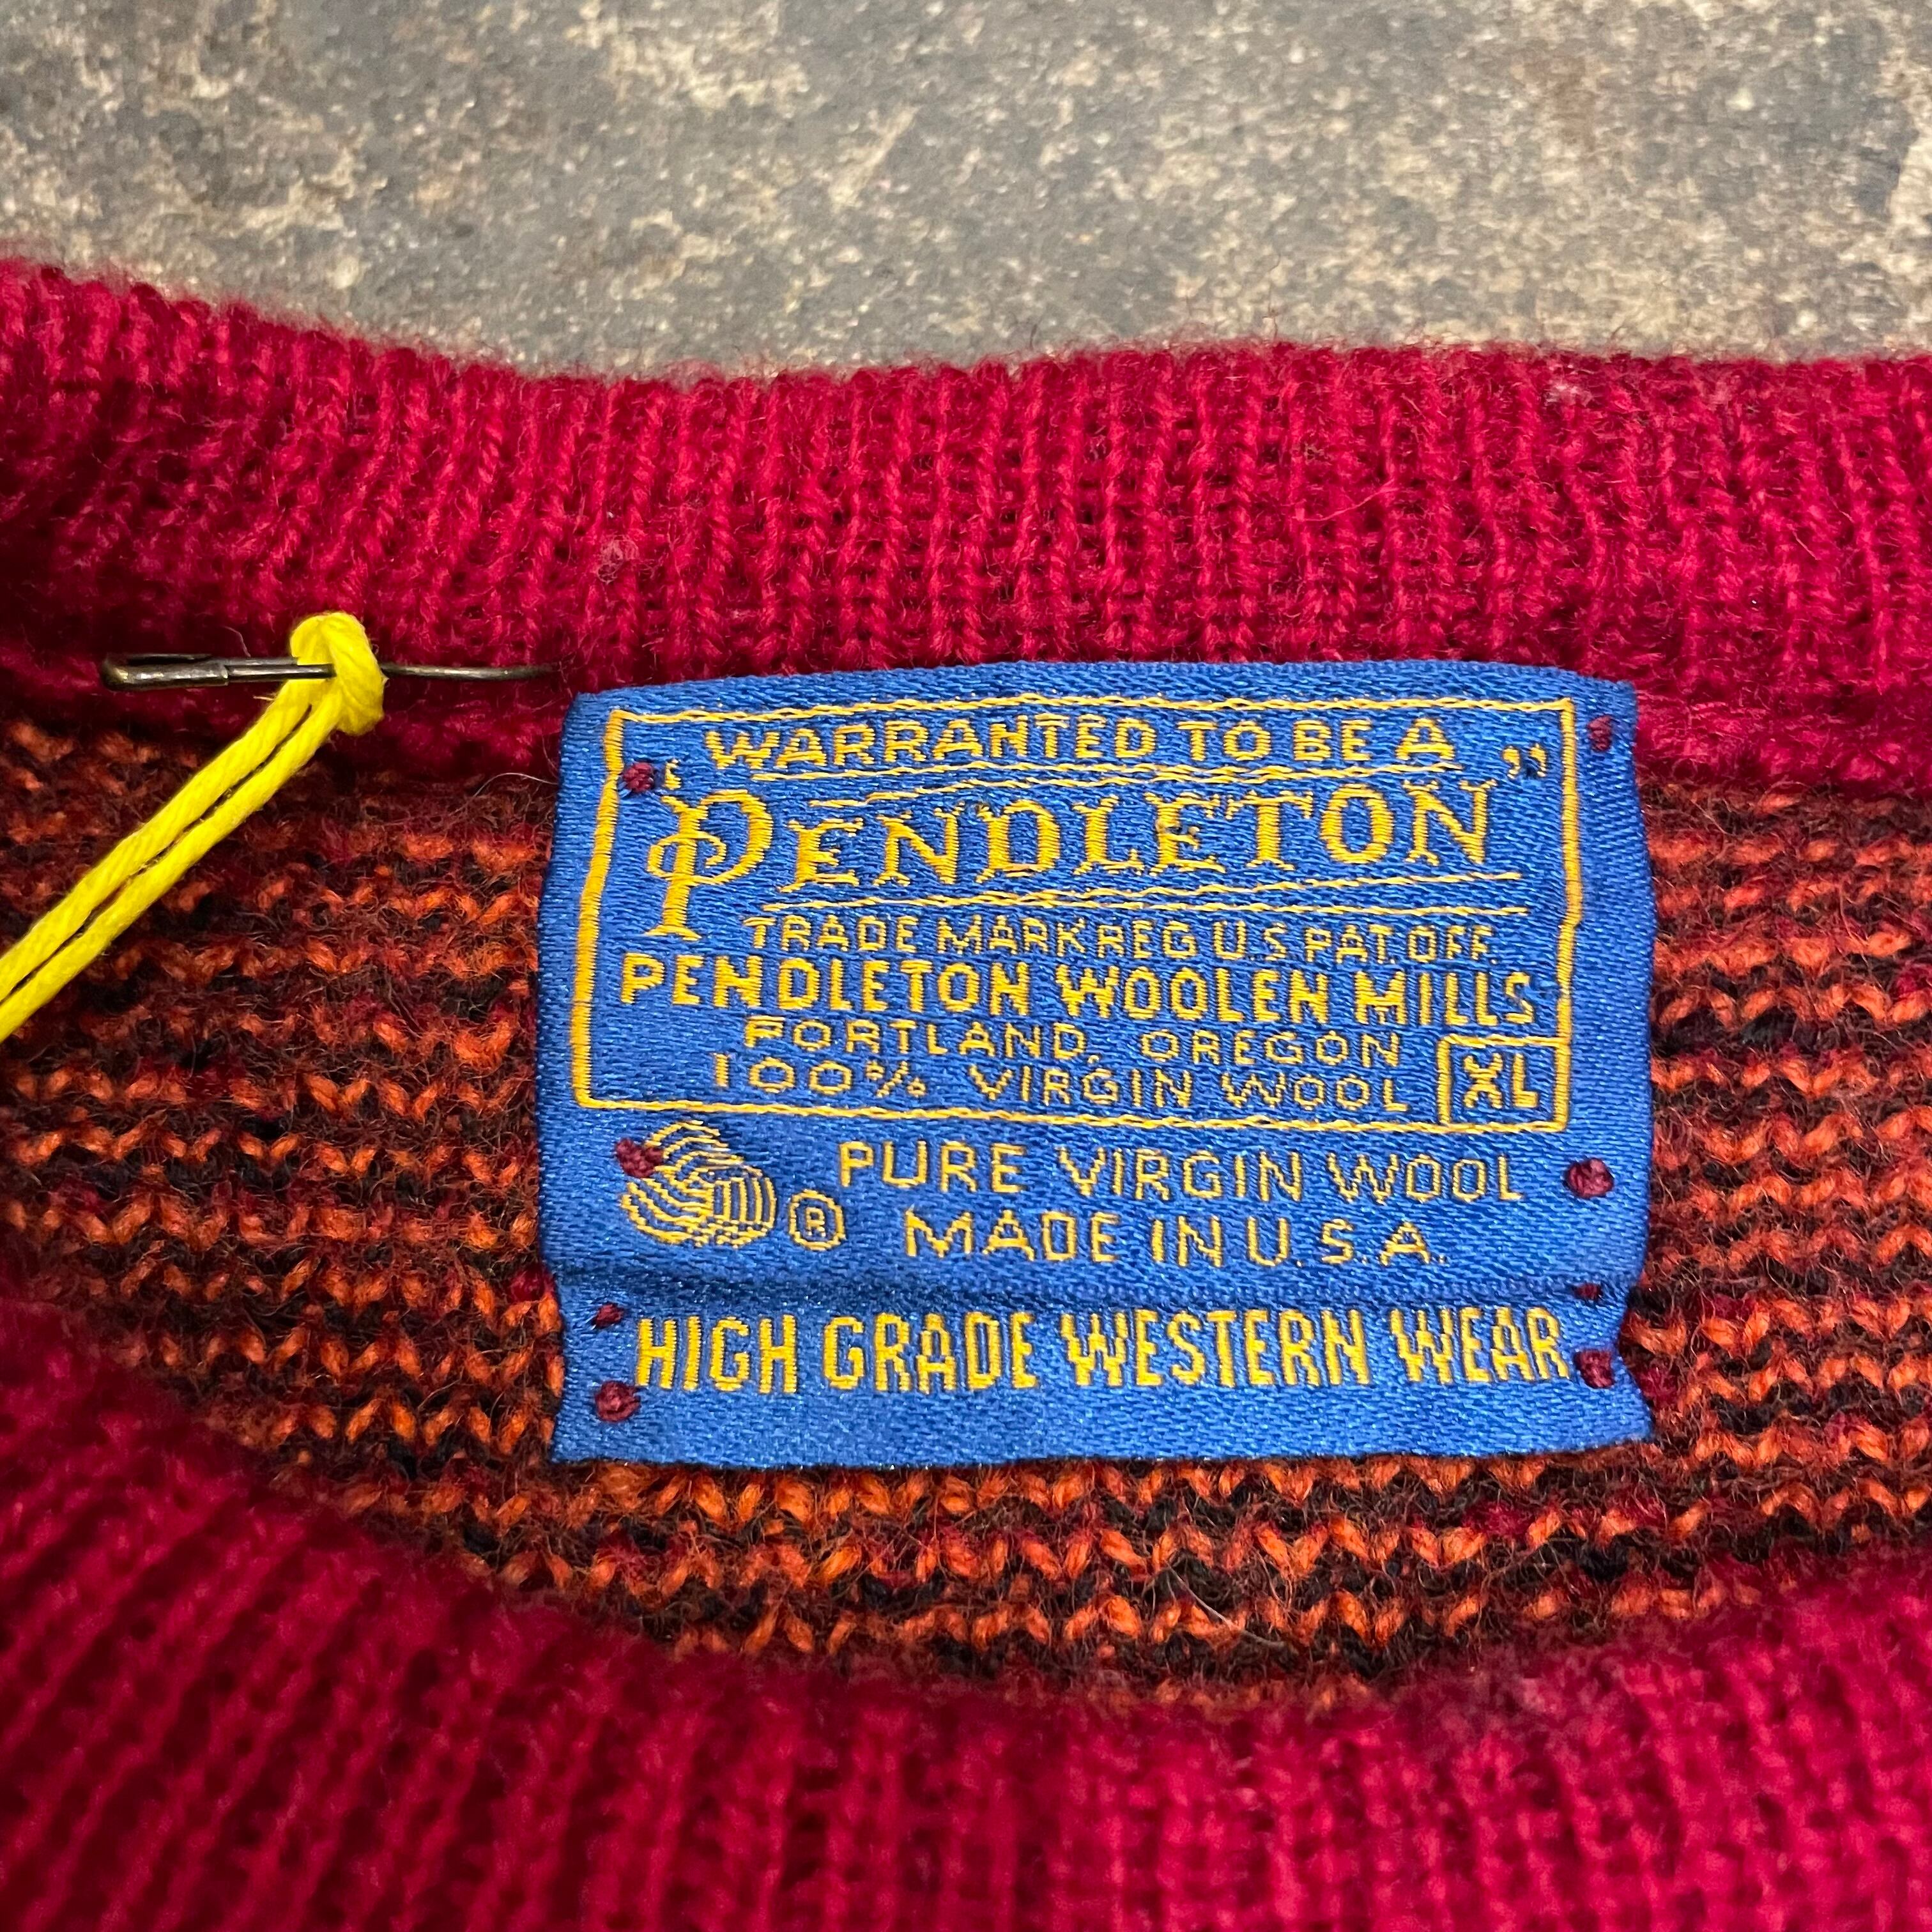 WARRANTED TO BE A
"PENDLETON"
TRADE MARK REG U.S. PAT. OFF.
PENDLETON WOOLEN MILLS
PORTLAND, OREGON
100% VIRGIN WOOL XL
® PURE VIRGIN WOOL
MADE IN U.S.A.
HIGH GRADE WESTERN WEAR